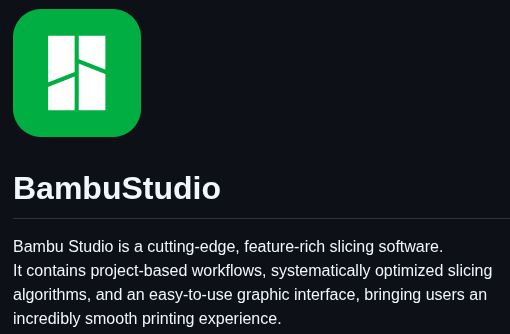 BambuStudio
Bambu Studio is a cutting-edge, feature-rich slicing software.
It contains project-based workflows, systematically optimized slicing
algorithms, and an easy-to-use graphic interface, bringing users an
incredibly smooth printing experience.